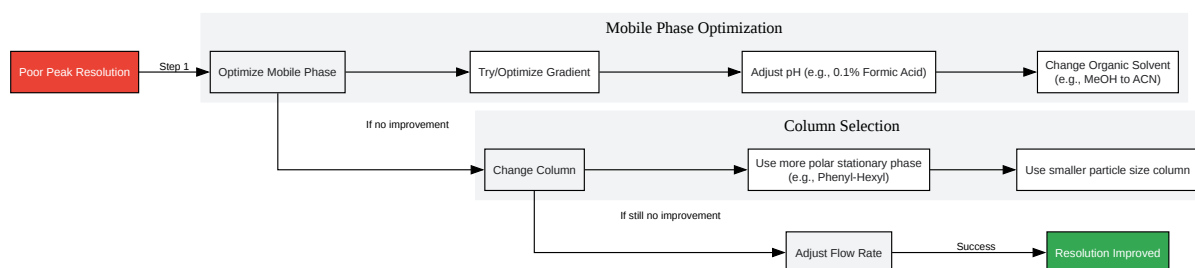 Mobile Phase Optimization
Poor Peak Resolution
Step 1
Optimize Mobile Phase
Try/Optimize Gradient
Adjust pH (e.g., 0.1% Formic Acid)
Change Organic Solvent
(e.g., MeOH to ACN)
If no improvement
Column Selection
Change Column
Use more polar stationary phase
(e.g., Phenyl-Hexyl)
Use smaller particle size column
If still no improvement
Adjust Flow Rate
Success
Resolution Improved